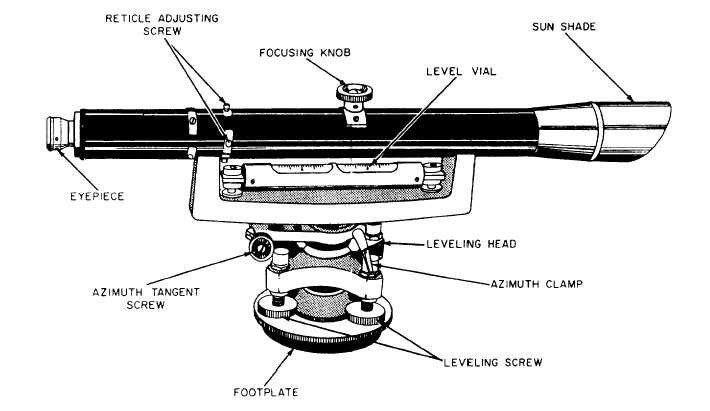 RETICLE ADJUSTING
SCREW
SUN SHADE
FOCUSING KNOB
LEVEL VIAL
EYEPIECE
LEVELING HEAD
AZIMUTH TANGENT
SCREW
AZIMUTH CLAMP
LEVELING SCREW
FOOTPLATE